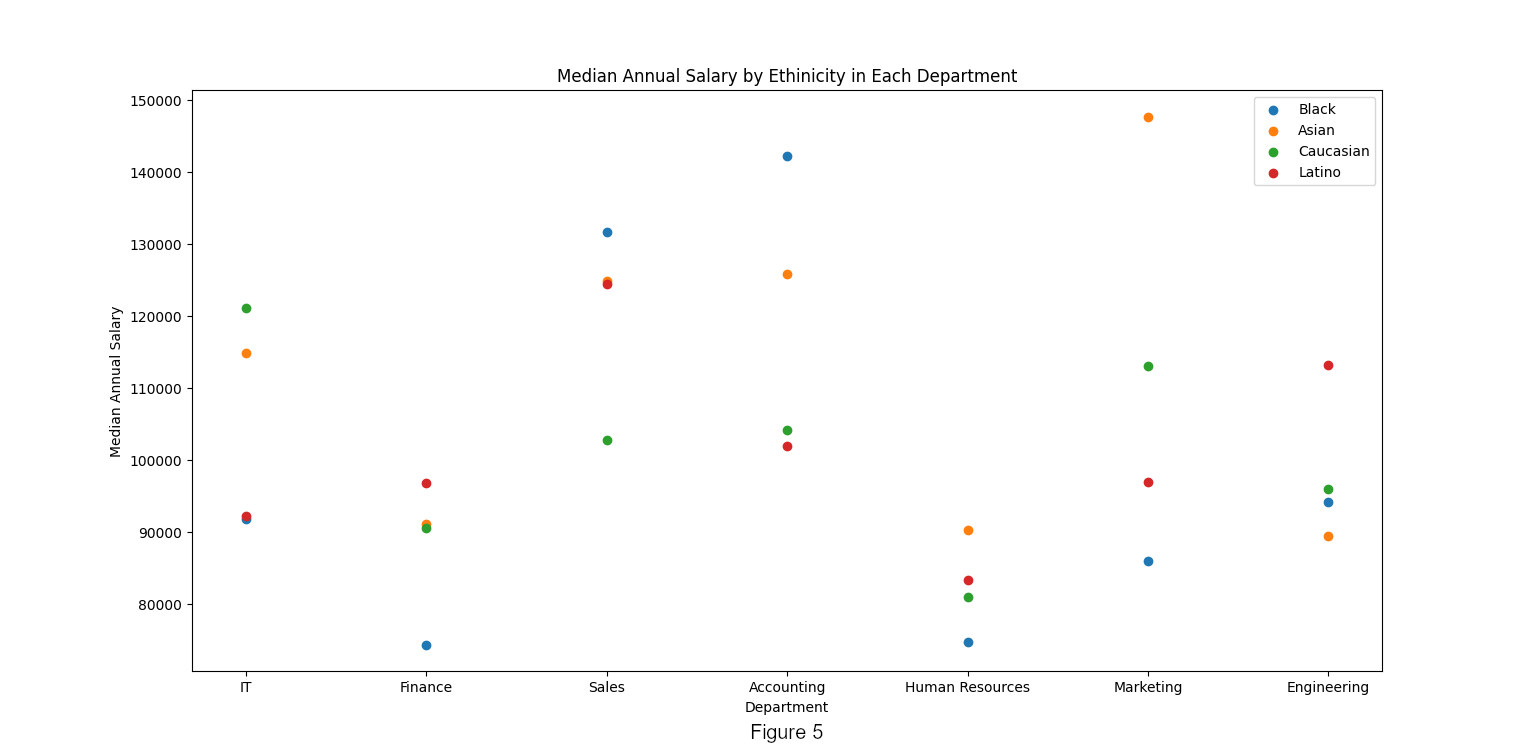 Median Annual Salary by Ethinicity in Each Department
150000
140000
130000
120000
110000
100000
90000
80000
Median Annual Salary
Black
Asian
Caucasian
Latino
IT Finance Sales Accounting Human Resources Marketing Engineering
Department
Figure 5